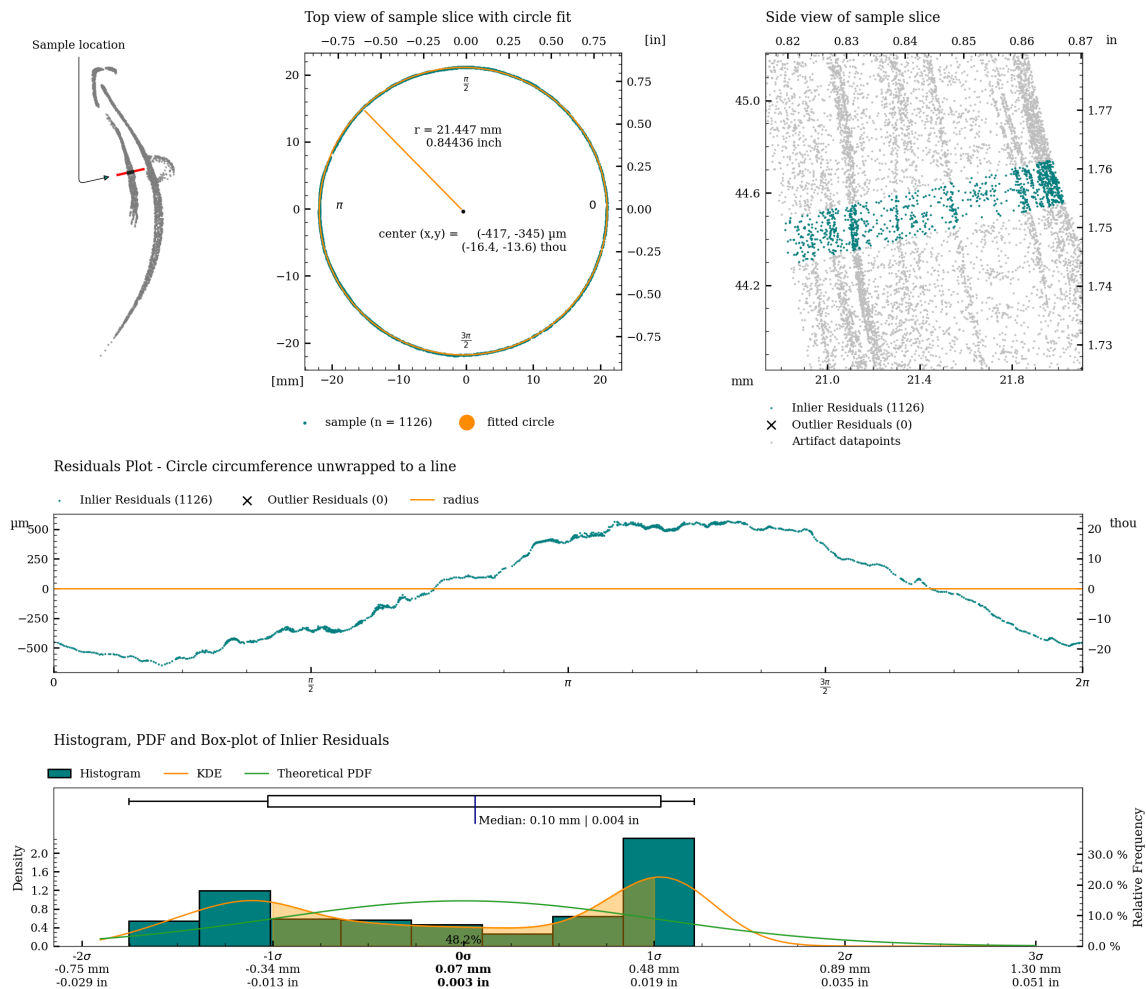 Sample location
Top view of sample slice with circle fit
−0.75 −0.50 −0.25 0.00 0.25 0.50 [in]
20
10
0
−10
−20
0.75
0.50
0.25
0.00
−0.25
−0.50
−0.75
π/2
r = 21.447 mm
0.84436 inch
π
0
center (x,y) = (-417, -345) µm
(-16.4, -13.6) thou
3π/2
[mm] −20 −10 0 10 20
sample (n = 1126) fitted circle
Side view of sample slice
0.82 0.83 0.84 0.85 0.86 0.87 in
45.0
44.6
44.2
1.77
1.76
1.75
1.74
1.73
mm 21.0 21.4 21.8
Inlier Residuals (1126)
Outlier Residuals (0)
Artifact datapoints
Residuals Plot - Circle circumference unwrapped to a line
Inlier Residuals (1126) Outlier Residuals (0) radius
µm
500
250
0
−250
−500
thou
20
10
0
−10
−20
0 π/2 π 3π/2 2π
Histogram, PDF and Box-plot of Inlier Residuals
Histogram KDE Theoretical PDF
Median: 0.10 mm | 0.004 in
Density
2.0
1.6
1.2
0.8
0.4
0.0
Relative Frequency
30.0 %
20.0 %
10.0 %
0.0 %
48.2%
-2σ -1σ 0σ 1σ 2σ 3σ
-0.75 mm -0.34 mm 0.07 mm 0.48 mm 0.89 mm 1.30 mm
-0.029 in -0.013 in 0.003 in 0.019 in 0.035 in 0.051 in